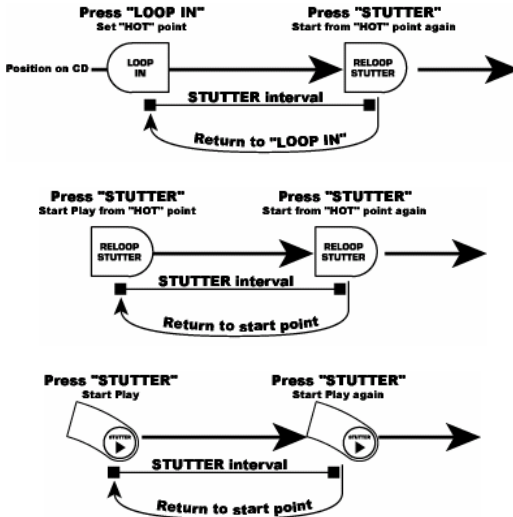 Press "LOOP IN"
Set "HOT" point
Press "STUTTER"
Start from "HOT" point again
Position on CD
LOOP
IN
RELOOP
STUTTER
STUTTER interval
Return to "LOOP IN"
Press "STUTTER"
Start Play from "HOT" point
Press "STUTTER"
Start from "HOT" point again
RELOOP
STUTTER
RELOOP
STUTTER
STUTTER interval
Return to start point
Press "STUTTER"
Start Play
Press "STUTTER"
Start Play again
STUTTER
STUTTER
STUTTER interval
Return to start point